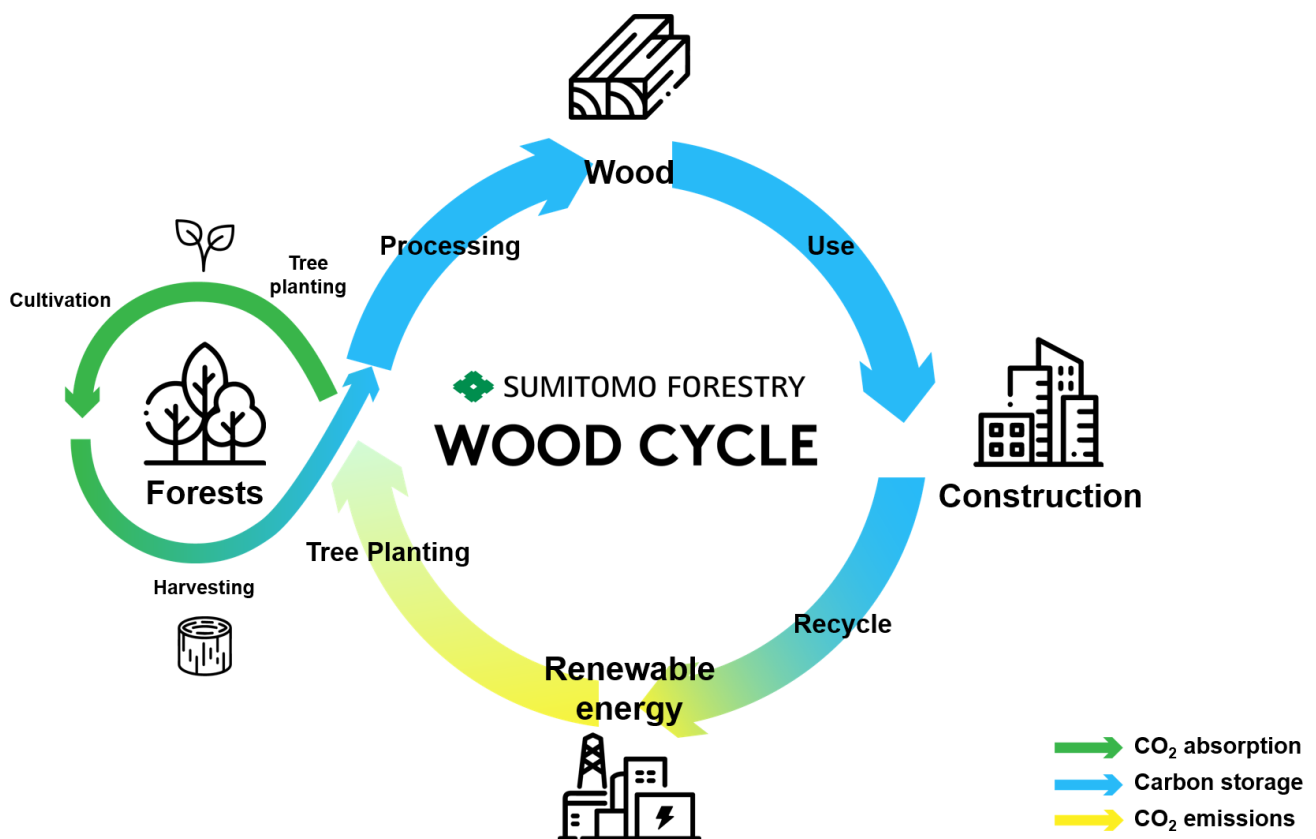 Wood
Processing
Use
Tree
planting
Cultivation
SUMITOMO FORESTRY
WOOD CYCLE
Forests
Construction
Tree Planting
Harvesting
Recycle
Renewable
energy
CO₂ absorption
Carbon storage
CO₂ emissions